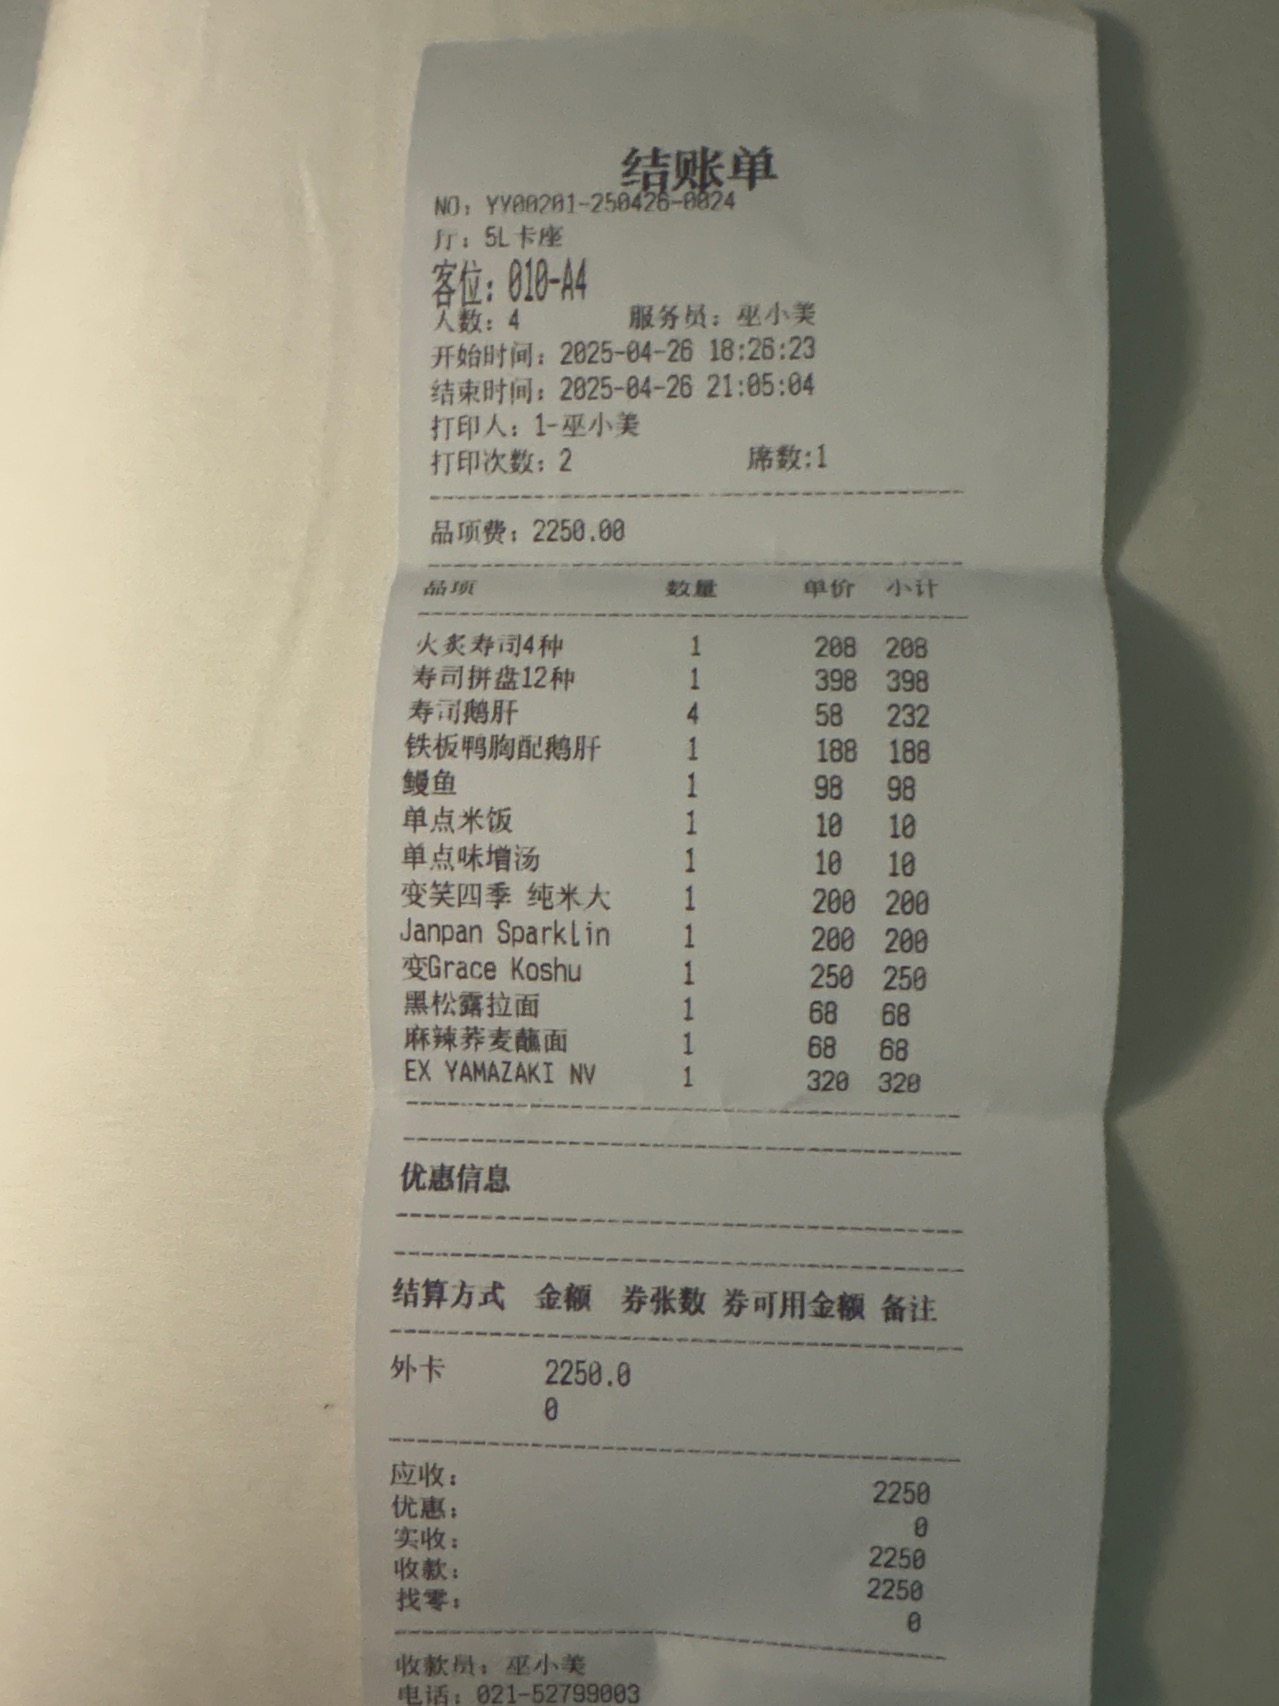 结账单
NO：YY00201-250426-0024
厅：5L卡座
客位：010-A4
人数：4 服务员：巫小美
开始时间：2025-04-26 18:26:23
结束时间：2025-04-26 21:05:04
打印人：1-巫小美
打印次数：2 席数:1
品项费：2250.00
品项 数量 单价 小计
火炙寿司4种 1 208 208
寿司拼盘12种 1 398 398
寿司鹅肝 4 58 232
铁板鸭胸配鹅肝 1 188 188
鳗鱼 1 98 98
单点米饭 1 10 10
单点味增汤 1 10 10
变笑四季 纯米大 1 200 200
Janpan Sparklin 1 200 200
变Grace Koshu 1 250 250
黑松露拉面 1 68 68
麻辣荞麦蘸面 1 68 68
EX YAMAZAKI NV 1 320 320
优惠信息
结算方式 金额 券张数 券可用金额 备注
外卡 2250.0
0
应收： 2250
优惠： 0
实收： 2250
收款： 2250
找零： 0
收款员：巫小美
电话：021-52799003